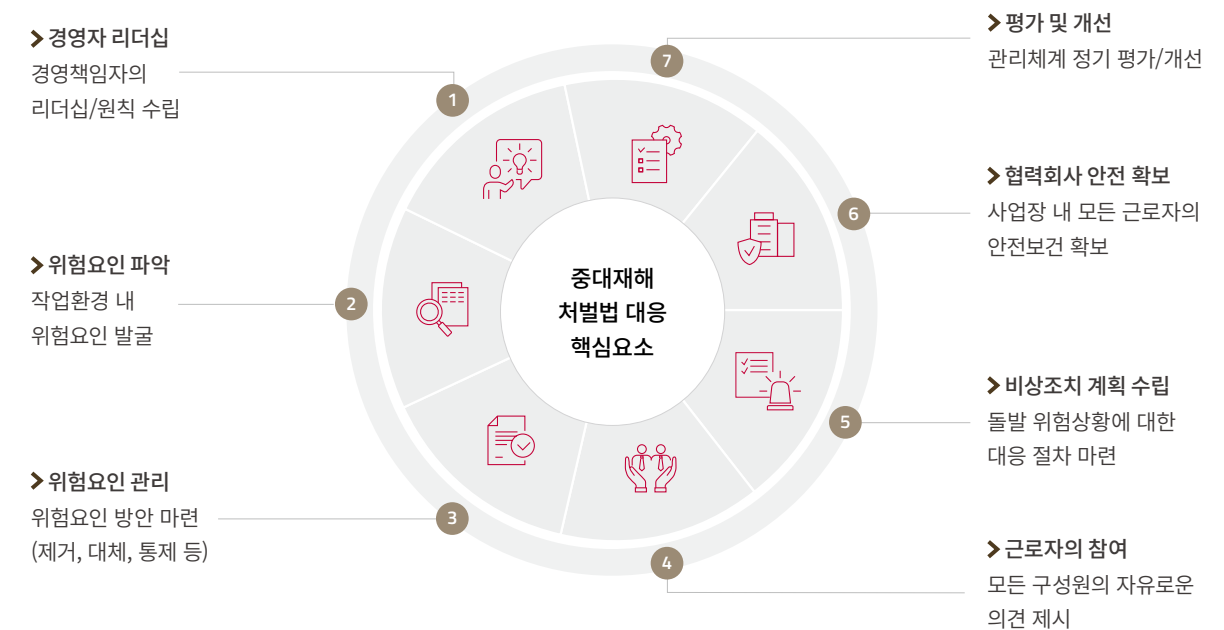 경영자 리더십
경영책임자의
리더십/원칙 수립
1
위험요인 파악
작업환경 내
위험요인 발굴
2
위험요인 관리
위험요인 방안 마련
(제거, 대체, 통제 등)
3
중대재해
처벌법 대응
핵심요소
근로자의 참여
모든 구성원의 자유로운
의견 제시
4
비상조치 계획 수립
돌발 위험상황에 대한
대응 절차 마련
5
협력회사 안전 확보
사업장 내 모든 근로자의
안전보건 확보
6
평가 및 개선
관리체계 정기 평가/개선
7